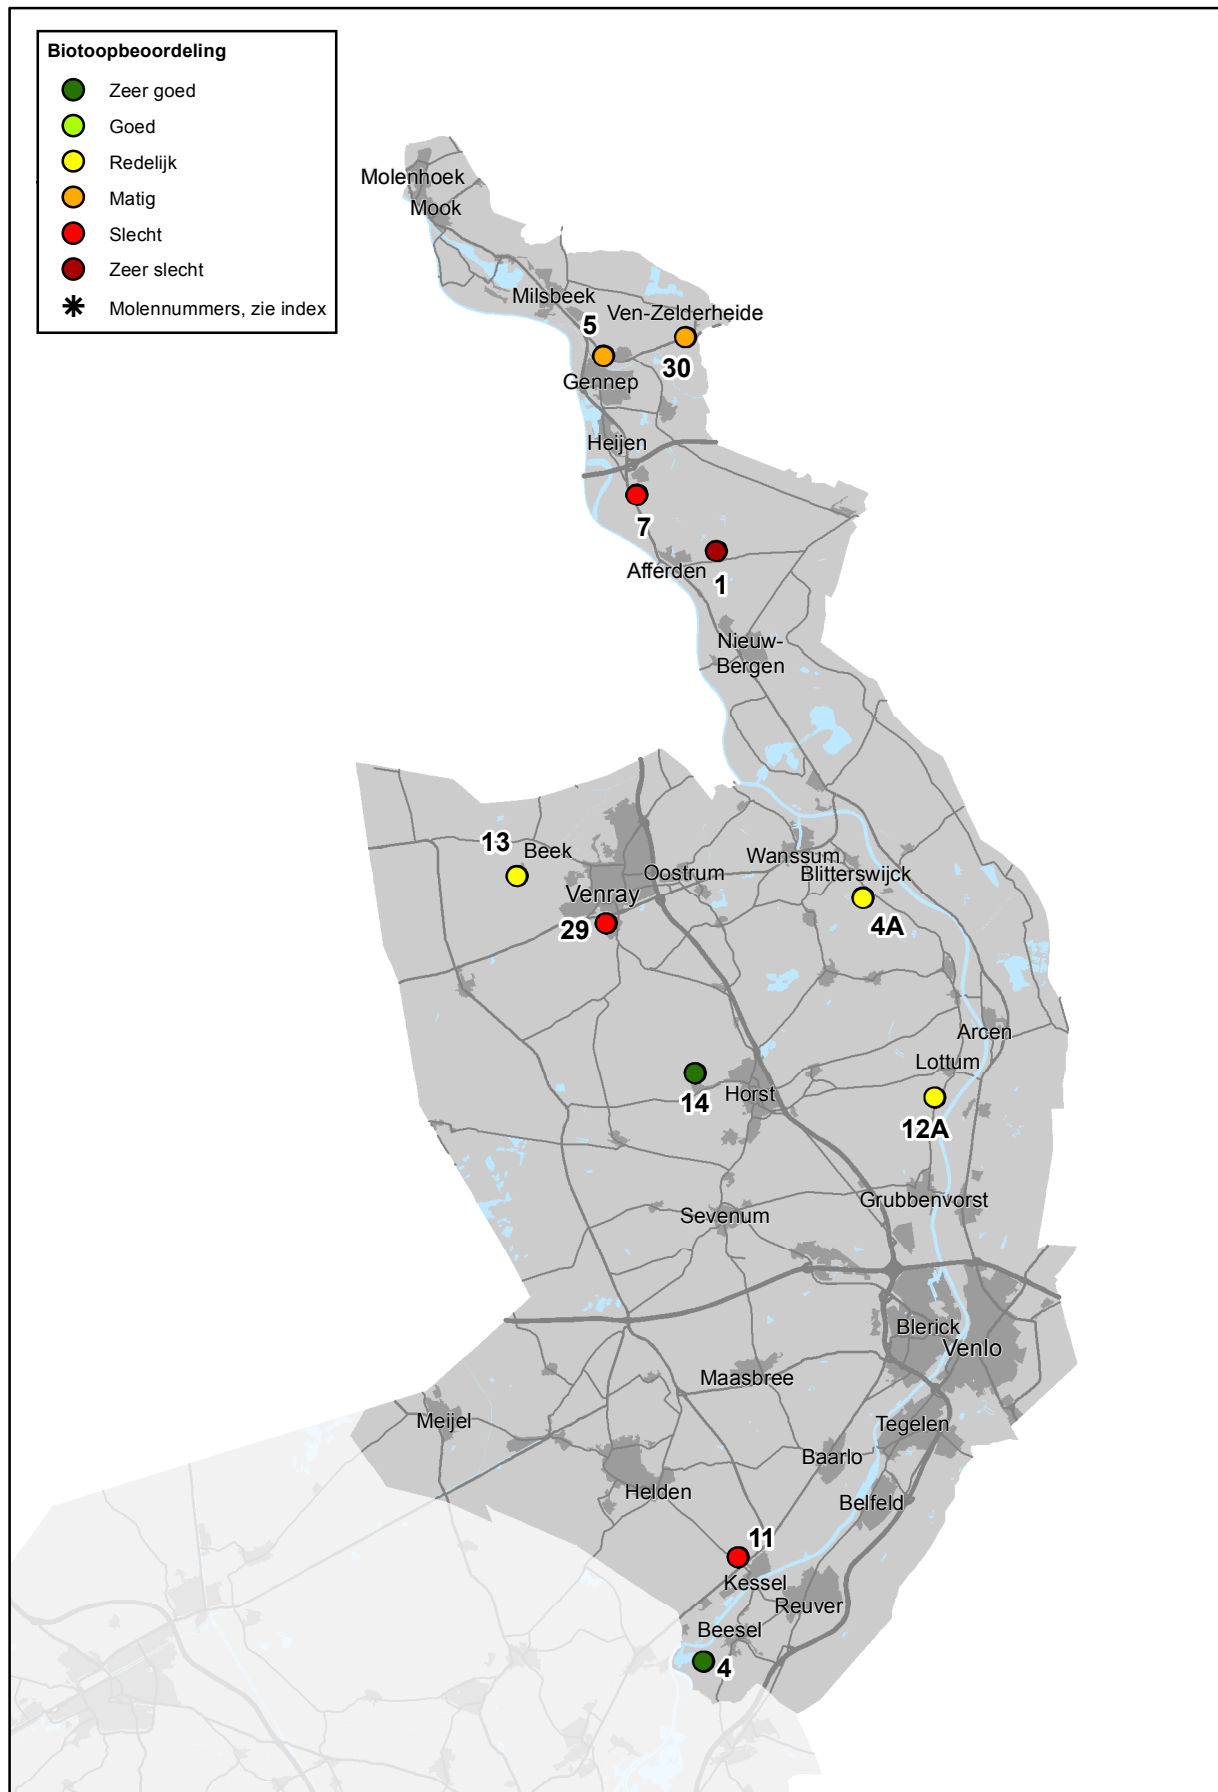 Biotoopbeoordeling
Zeer goed
Goed
Redelijk
Matig
Slecht
Zeer slecht
Molennummers, zie index
Molenhoek
Mook
Milsbeek
Ven-Zelderheide
5
30
Gennep
Heijen
7
Afferden
1
Nieuw-
Bergen
13
Beek
Wanssum
Oostrum
Blitterswijck
Venray
29
4A
Arcen
Lottum
Horst
14
12A
Grubbenvorst
Sevenum
Blerick
Venlo
Maasbree
Meijel
Tegelen
Baarlo
Helden
Belfeld
11
Kessel
Reuver
Beesel
4